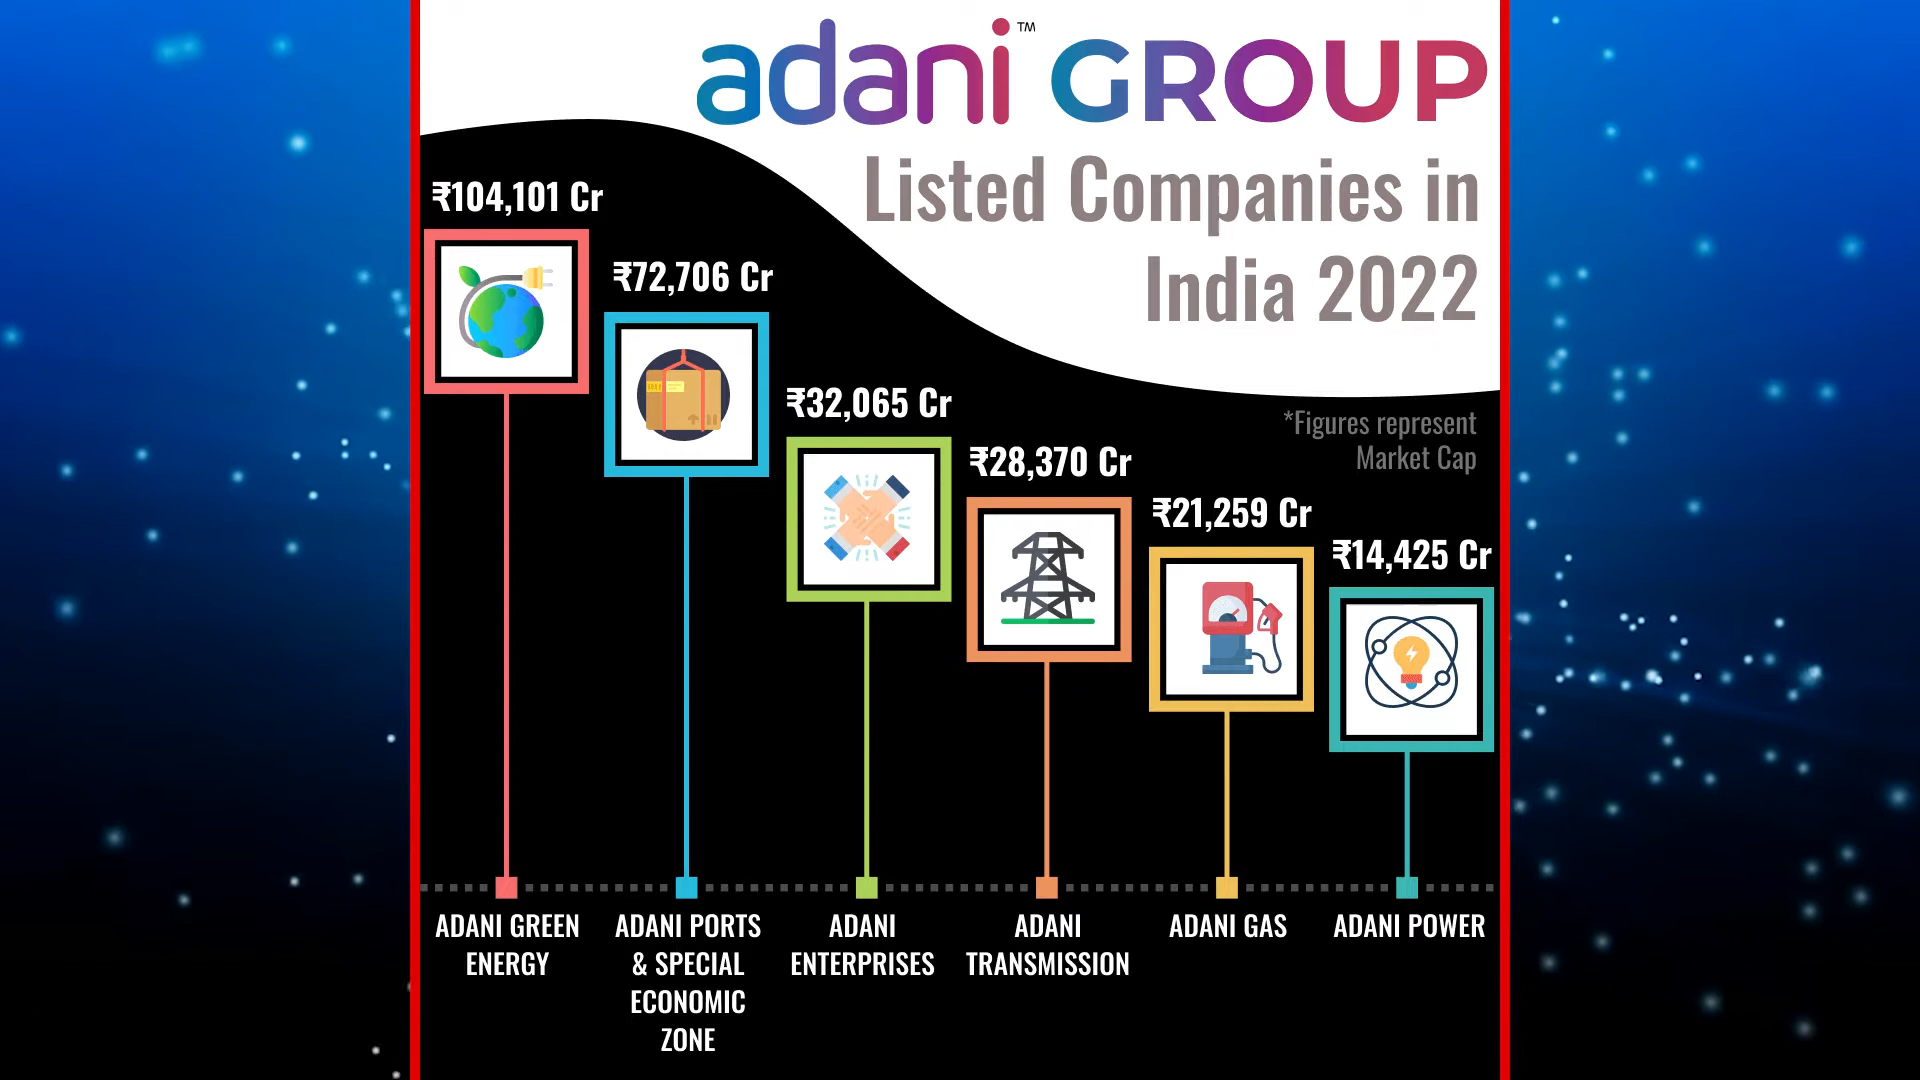 adani™ GROUP
Listed Companies in
India 2022
*Figures represent
Market Cap
₹104,101 Cr
₹72,706 Cr
₹32,065 Cr
₹28,370 Cr
₹21,259 Cr
₹14,425 Cr
ADANI GREEN
ENERGY
ADANI PORTS
& SPECIAL
ECONOMIC
ZONE
ADANI
ENTERPRISES
ADANI
TRANSMISSION
ADANI GAS
ADANI POWER